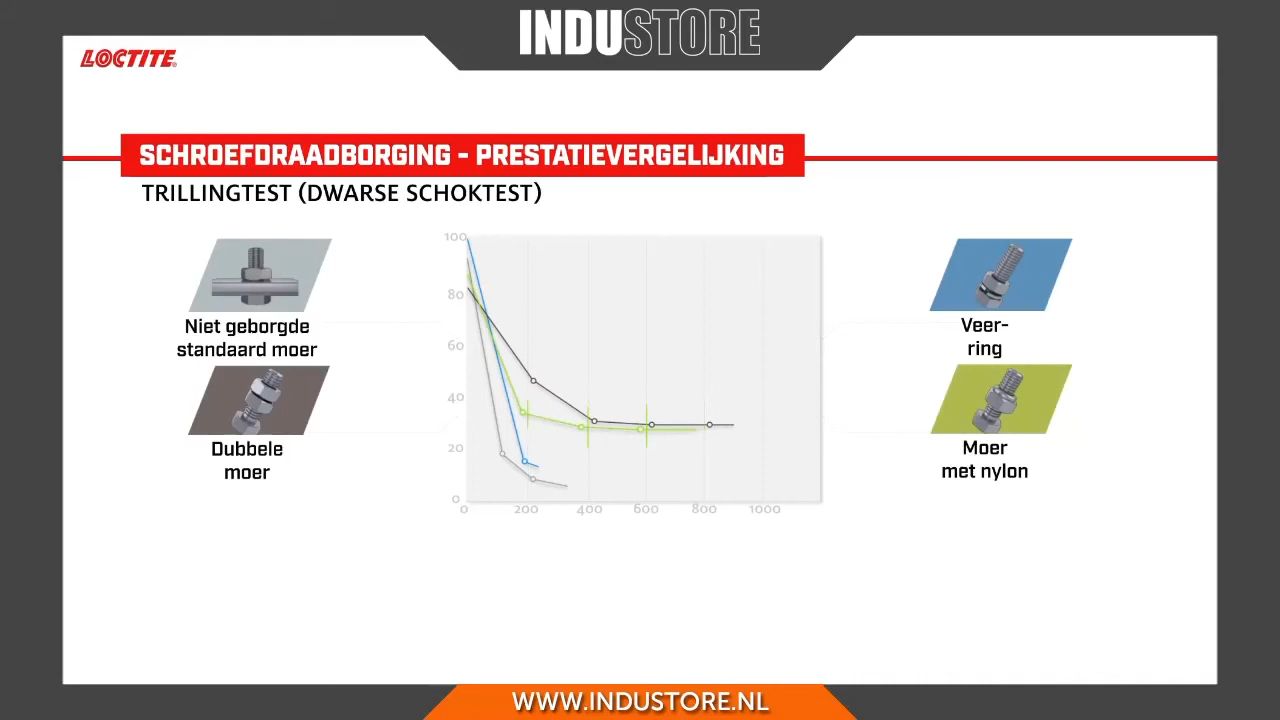 INDUSTORE
LOCTITE®
SCHROEFDRAADBORGING - PRESTATIEVERGELIJKING
TRILLINGTEST (DWARSE SCHOKTEST)
Niet geborgde
standaard moer
Dubbele
moer
100
80
60
40
20
0
0 200 400 600 800 1000
Veer-
ring
Moer
met nylon
WWW.INDUSTORE.NL